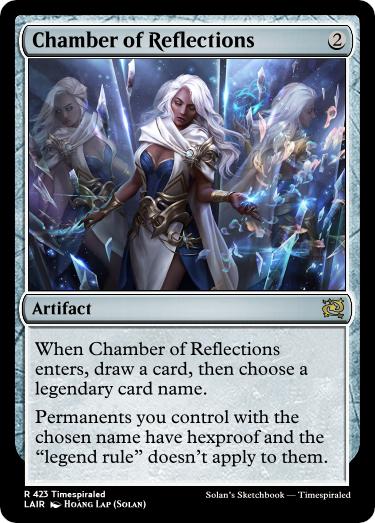 Chamber of Reflections 2
Artifact
When Chamber of Reflections
enters, draw a card, then choose a
legendary card name.
Permanents you control with the
chosen name have hexproof and the
“legend rule” doesn’t apply to them.
R 423 Timespiraled
LAIR HOÀNG LẬP (SOLAN) Solan’s Sketchbook — Timespiraled